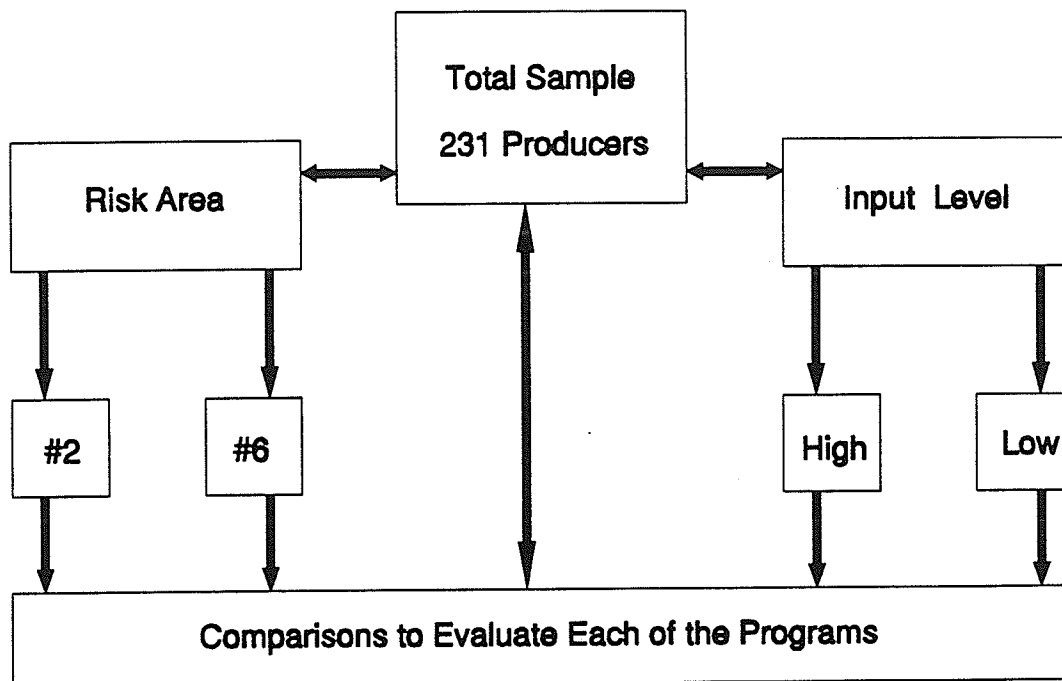 Total Sample
231 Producers
Risk Area
Input Level
#2
#6
High
Low
Comparisons to Evaluate Each of the Programs